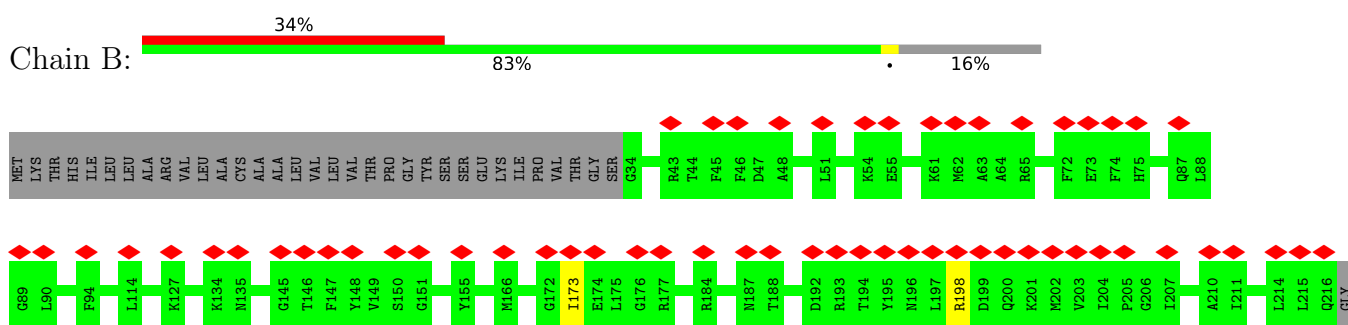 34%
Chain B:
83% • 16%
MET LYS THR HIS ILE LEU LEU ALA ARG VAL LEU ALA CYS ALA ALA LEU VAL LEU VAL THR PRO GLY TYR SER SER GLU LYS ILE PRO VAL THR GLY SER G34 R43 T44 F45 F46 D47 A48 L51 K54 E55 K61 M62 A63 A64 R65 F72 E73 F74 H75 Q87 L88
G89 L90 F94 L114 K127 K134 N135 G145 T146 F147 Y148 V149 S150 G151 Y155 M166 G172 I173 E174 L175 G176 R177 R184 N187 T188 D192 R193 T194 Y195 N196 L197 R198 D199 Q200 K201 M202 V203 I204 P205 G206 I207 A210 I211 L214 L215 Q216 GLY